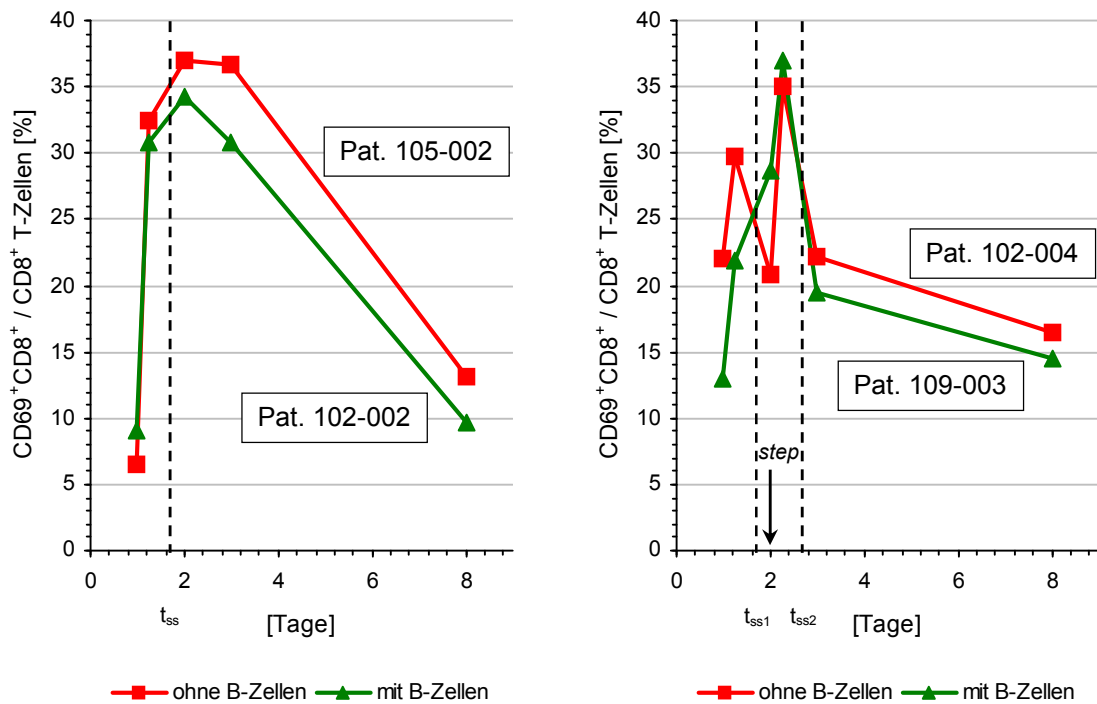 CD69⁺CD8⁺ / CD8⁺ T-Zellen [%]
40
35
30
25
20
15
10
5
0
Pat. 105-002
Pat. 102-002
0
2
4
6
8
tss
[Tage]
ohne B-Zellen
mit B-Zellen
CD69⁺CD8⁺ / CD8⁺ T-Zellen [%]
40
35
30
25
20
15
10
5
0
Pat. 102-004
Pat. 109-003
step
0
2
4
6
8
tss1
tss2
[Tage]
ohne B-Zellen
mit B-Zellen